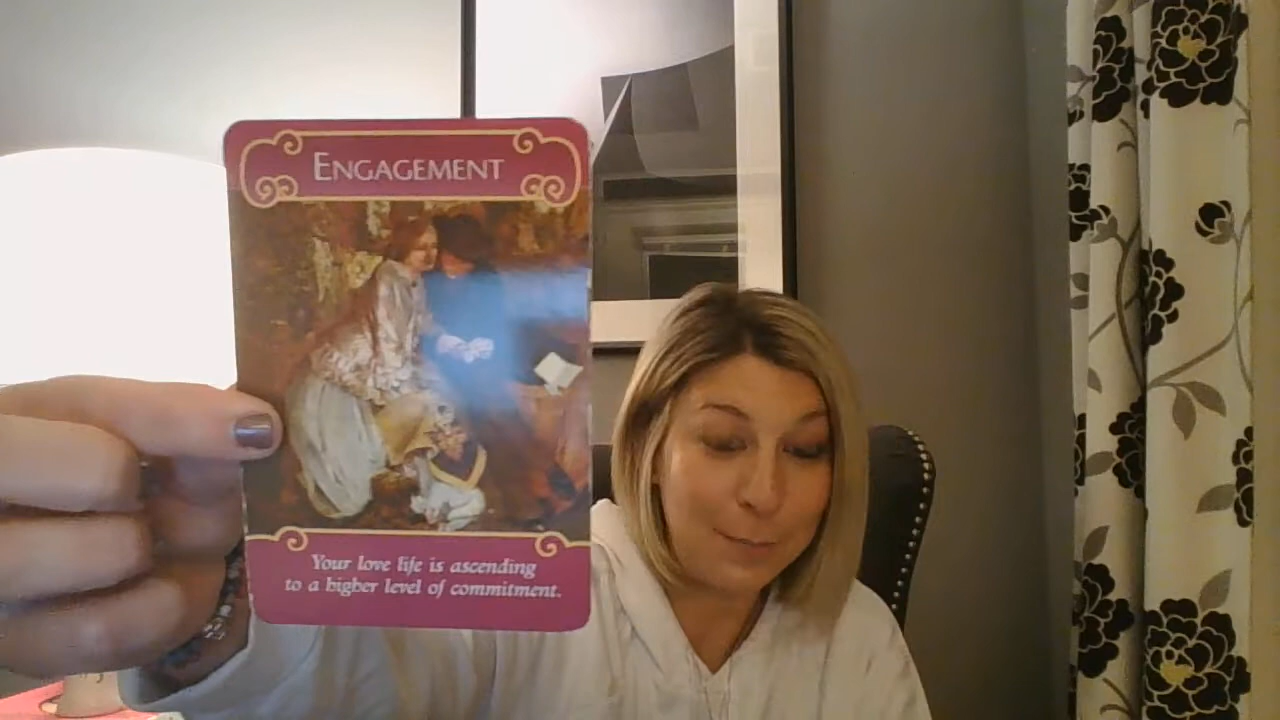 ENGAGEMENT
Your love life is ascending
to a higher level of commitment.